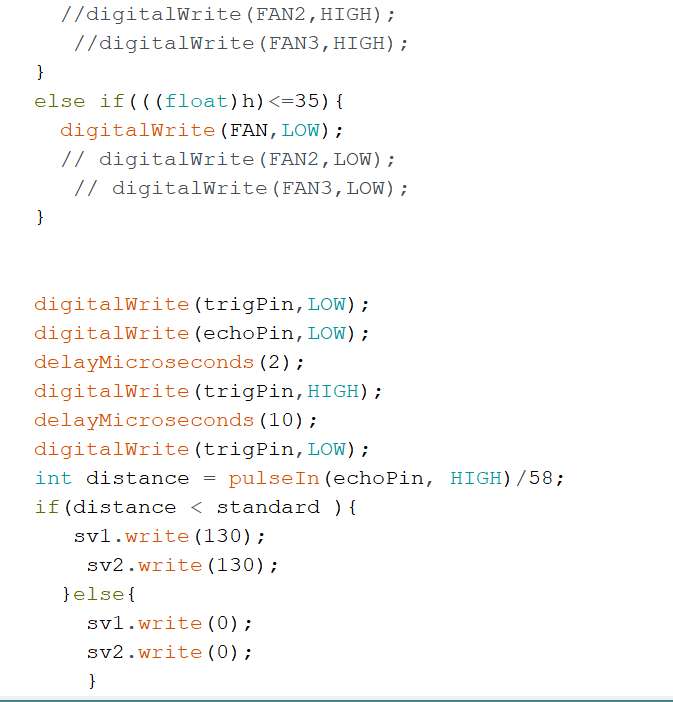 //digitalWrite(FAN2,HIGH);
//digitalWrite(FAN3,HIGH);
}
else if(((float)h)<=35){
digitalWrite(FAN,LOW);
// digitalWrite(FAN2,LOW);
// digitalWrite(FAN3,LOW);
}
digitalWrite(trigPin,LOW);
digitalWrite(echoPin,LOW);
delayMicroseconds(2);
digitalWrite(trigPin,HIGH);
delayMicroseconds(10);
digitalWrite(trigPin,LOW);
int distance = pulseIn(echoPin, HIGH)/58;
if(distance < standard ){
sv1.write(130);
sv2.write(130);
}else{
sv1.write(0);
sv2.write(0);
}